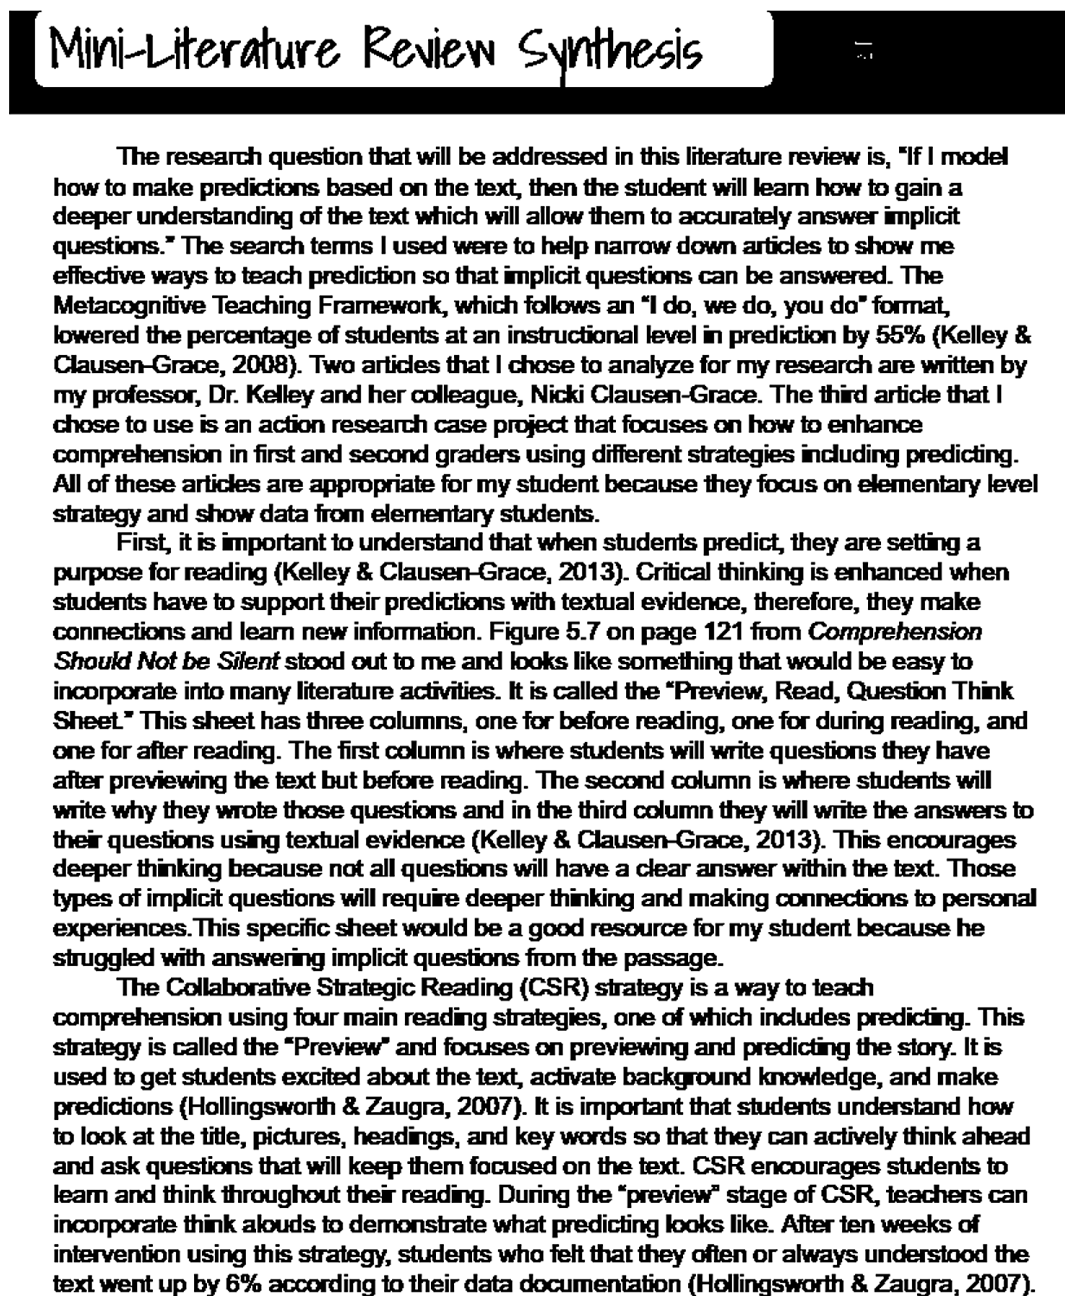 Mini-Literature Review Synthesis
The research question that will be addressed in this literature review is, "If I model
how to make predictions based on the text, then the student will learn how to gain a
deeper understanding of the text which will allow them to accurately answer implicit
questions." The search terms I used were to help narrow down articles to show me
effective ways to teach prediction so that implicit questions can be answered. The
Metacognitive Teaching Framework, which follows an "I do, we do, you do" format,
lowered the percentage of students at an instructional level in prediction by 55% (Kelley &
Clausen-Grace, 2008). Two articles that I chose to analyze for my research are written by
my professor, Dr. Kelley and her colleague, Nicki Clausen-Grace. The third article that I
chose to use is an action research case project that focuses on how to enhance
comprehension in first and second graders using different strategies including predicting.
All of these articles are appropriate for my student because they focus on elementary level
strategy and show data from elementary students.
First, it is important to understand that when students predict, they are setting a
purpose for reading (Kelley & Clausen-Grace, 2013). Critical thinking is enhanced when
students have to support their predictions with textual evidence, therefore, they make
connections and learn new information. Figure 5.7 on page 121 from Comprehension
Should Not be Silent stood out to me and looks like something that would be easy to
incorporate into many literature activities. It is called the "Preview, Read, Question Think
Sheet." This sheet has three columns, one for before reading, one for during reading, and
one for after reading. The first column is where students will write questions they have
after previewing the text but before reading. The second column is where students will
write why they wrote those questions and in the third column they will write the answers to
their questions using textual evidence (Kelley & Clausen-Grace, 2013). This encourages
deeper thinking because not all questions will have a clear answer within the text. Those
types of implicit questions will require deeper thinking and making connections to personal
experiences.This specific sheet would be a good resource for my student because he
struggled with answering implicit questions from the passage.
The Collaborative Strategic Reading (CSR) strategy is a way to teach
comprehension using four main reading strategies, one of which includes predicting. This
strategy is called the "Preview" and focuses on previewing and predicting the story. It is
used to get students excited about the text, activate background knowledge, and make
predictions (Hollingsworth & Zaugra, 2007). It is important that students understand how
to look at the title, pictures, headings, and key words so that they can actively think ahead
and ask questions that will keep them focused on the text. CSR encourages students to
learn and think throughout their reading. During the "preview" stage of CSR, teachers can
incorporate think alouds to demonstrate what predicting looks like. After ten weeks of
intervention using this strategy, students who felt that they often or always understood the
text went up by 6% according to their data documentation (Hollingsworth & Zaugra, 2007).